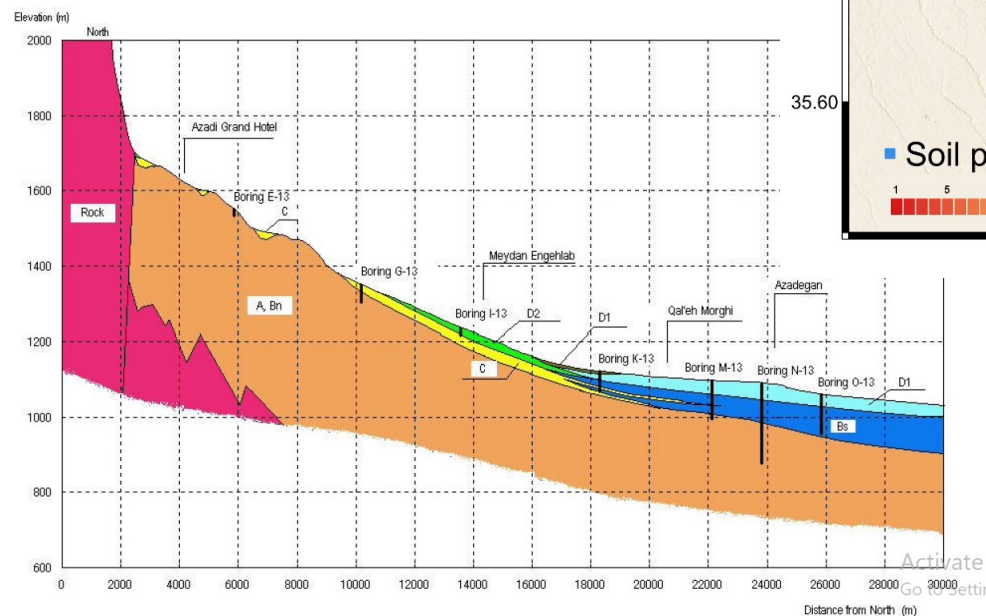 Elevation (m)
North
2000
1800
1600
1400
1200
1000
800
600
0
2000
4000
6000
8000
10000
12000
14000
16000
18000
20000
22000
24000
26000
28000
30000
Distance from North (m)
Rock
Azadi Grand Hotel
Boring E-13
C
A, Bn
Boring G-13
Meydan Engehlab
Boring I-13
D2
C
D1
Boring K-13
Qal'eh Morghi
Boring M-13
Azadegan
Boring N-13
Boring O-13
D1
Bs
35.60
Soil p
1 5
Activate
Go to Setti